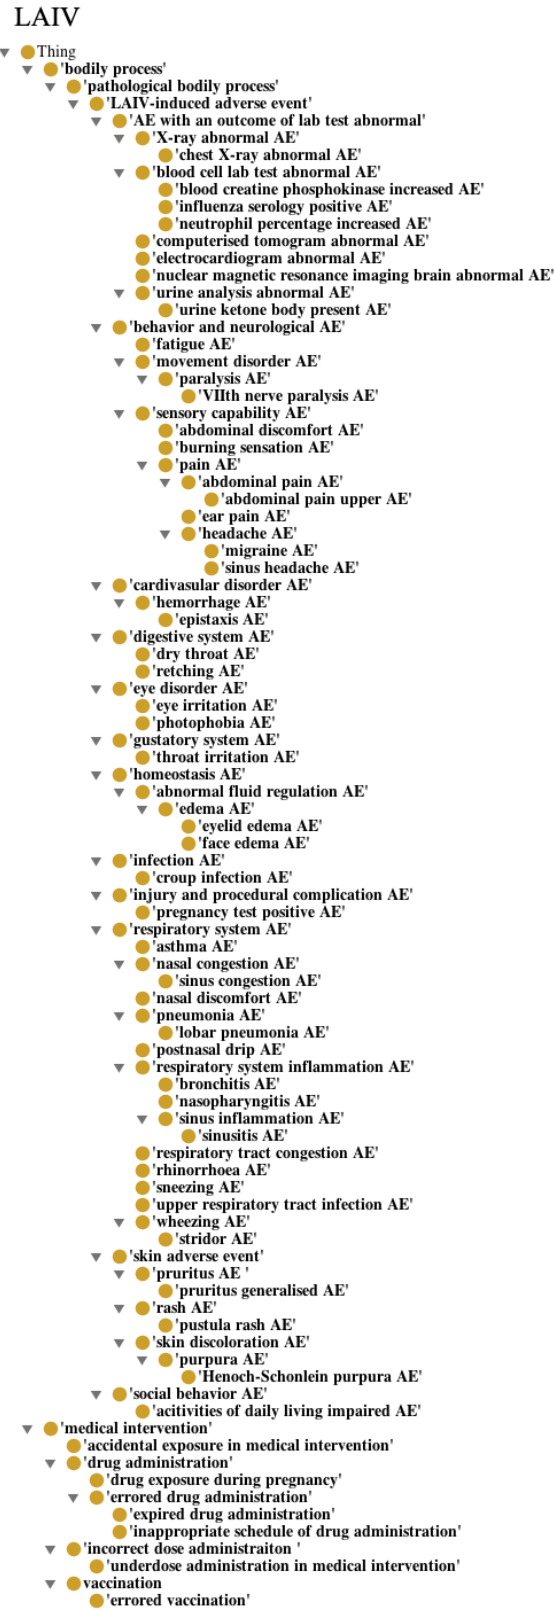 LAIV
Thing
'bodily process'
'pathological bodily process'
'LAIV-induced adverse event'
'AE with an outcome of lab test abnormal'
'X-ray abnormal AE'
'chest X-ray abnormal AE'
'blood cell lab test abnormal AE'
'blood creatine phosphokinase increased AE'
'influenza serology positive AE'
'neutrophil percentage increased AE'
'computerised tomogram abnormal AE'
'electrocardiogram abnormal AE'
'nuclear magnetic resonance imaging brain abnormal AE'
'urine analysis abnormal AE'
'urine ketone body present AE'
'behavior and neurological AE'
'fatigue AE'
'movement disorder AE'
'paralysis AE'
'VIIth nerve paralysis AE'
'sensory capability AE'
'abdominal discomfort AE'
'burning sensation AE'
'pain AE'
'abdominal pain AE'
'abdominal pain upper AE'
'ear pain AE'
'headache AE'
'migraine AE'
'sinus headache AE'
'cardivasular disorder AE'
'hemorrhage AE'
'epistaxis AE'
'digestive system AE'
'dry throat AE'
'retching AE'
'eye disorder AE'
'eye irritation AE'
'photophobia AE'
'gustatory system AE'
'throat irritation AE'
'homeostasis AE'
'abnormal fluid regulation AE'
'edema AE'
'eyelid edema AE'
'face edema AE'
'infection AE'
'croup infection AE'
'injury and procedural complication AE'
'pregnancy test positive AE'
'respiratory system AE'
'asthma AE'
'nasal congestion AE'
'sinus congestion AE'
'nasal discomfort AE'
'pneumonia AE'
'lobar pneumonia AE'
'postnasal drip AE'
'respiratory system inflammation AE'
'bronchitis AE'
'nasopharyngitis AE'
'sinus inflammation AE'
'sinusitis AE'
'respiratory tract congestion AE'
'rhinorrhoea AE'
'sneezing AE'
'upper respiratory tract infection AE'
'wheezing AE'
'stridor AE'
'skin adverse event'
'pruritus AE '
'pruritus generalised AE'
'rash AE'
'pustula rash AE'
'skin discoloration AE'
'purpura AE'
'Henoch-Schonlein purpura AE'
'social behavior AE'
'acitivities of daily living impaired AE'
'medical intervention'
'accidental exposure in medical intervention'
'drug administration'
'drug exposure during pregnancy'
'errored drug administration'
'expired drug administration'
'inappropriate schedule of drug administration'
'incorrect dose administraiton '
'underdose administration in medical intervention'
vaccination
'errored vaccination'